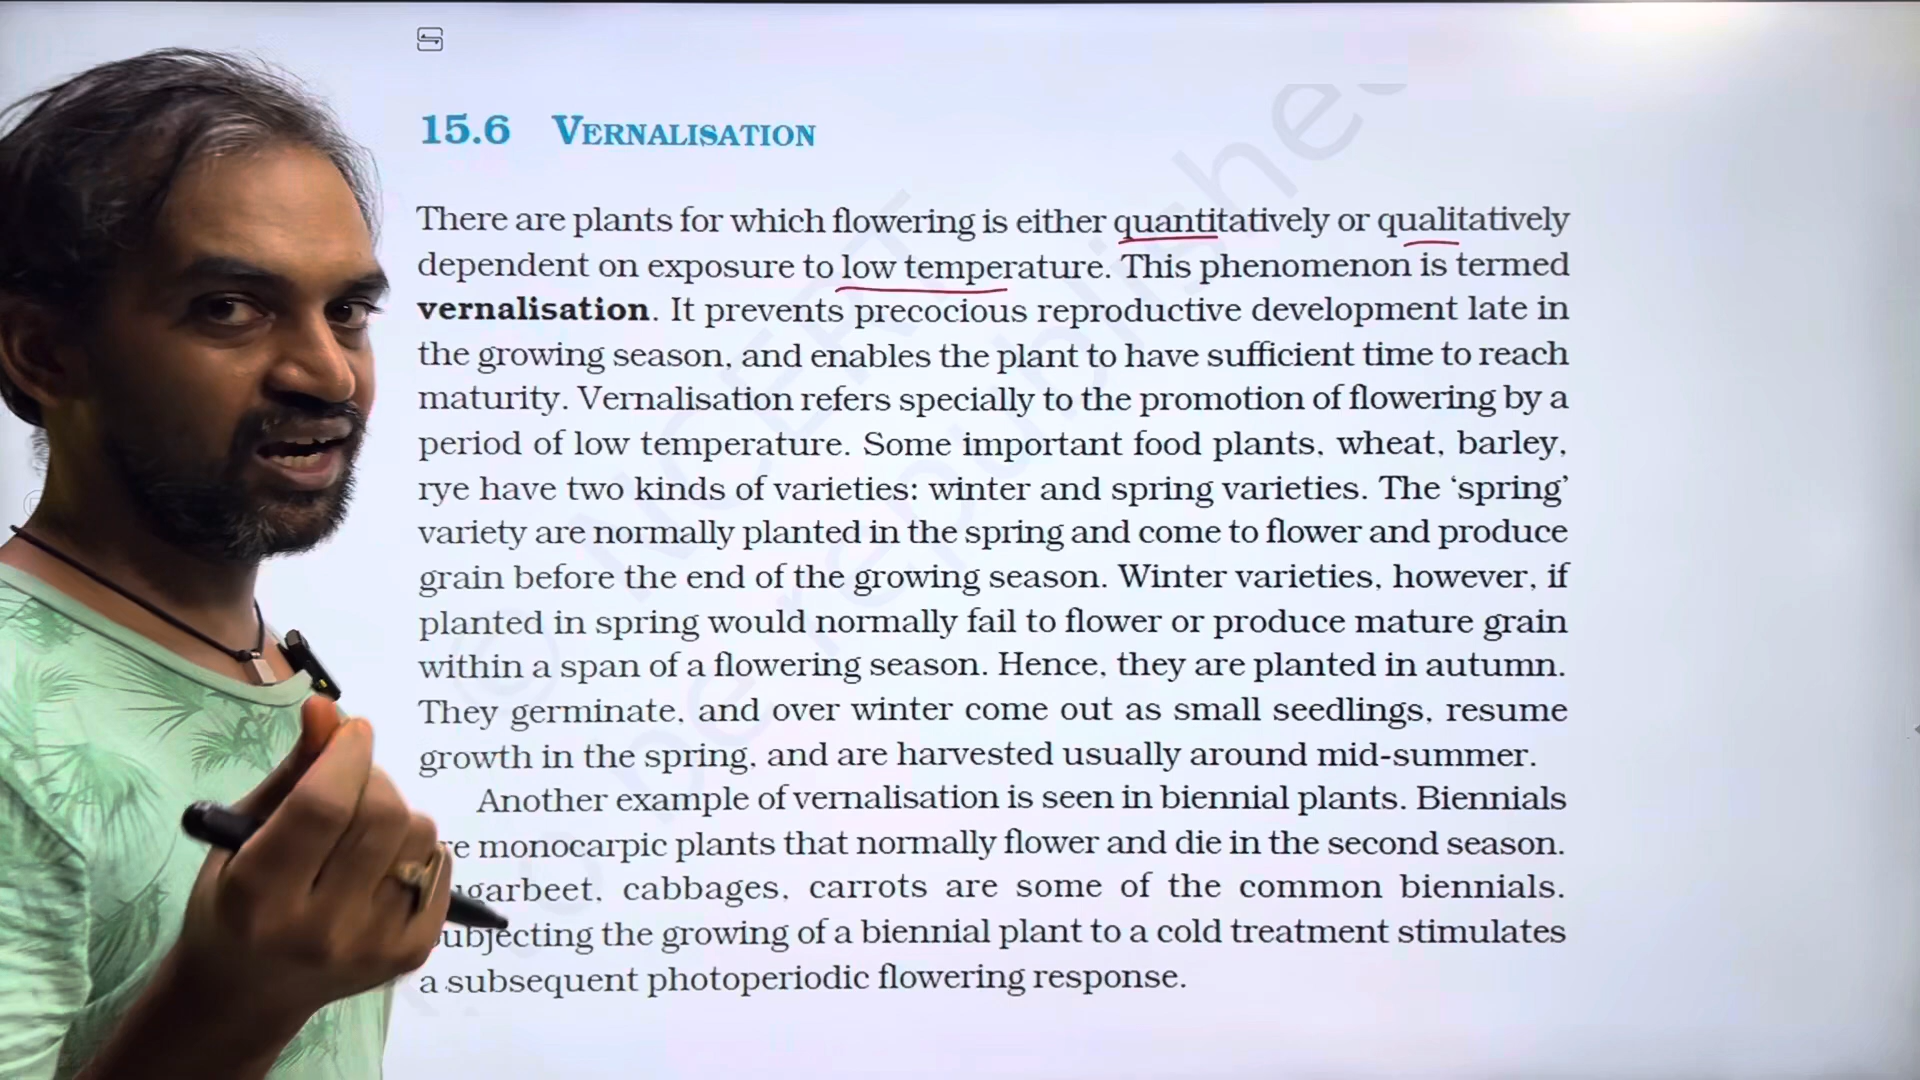 15.6 VERNALISATION
There are plants for which flowering is either quantitatively or qualitatively
dependent on exposure to low temperature. This phenomenon is termed
vernalisation. It prevents precocious reproductive development late in
the growing season, and enables the plant to have sufficient time to reach
maturity. Vernalisation refers specially to the promotion of flowering by a
period of low temperature. Some important food plants, wheat, barley,
rye have two kinds of varieties: winter and spring varieties. The ‘spring’
variety are normally planted in the spring and come to flower and produce
grain before the end of the growing season. Winter varieties, however, if
planted in spring would normally fail to flower or produce mature grain
within a span of a flowering season. Hence, they are planted in autumn.
They germinate, and over winter come out as small seedlings, resume
growth in the spring, and are harvested usually around mid-summer.
Another example of vernalisation is seen in biennial plants. Biennials
monocarpic plants that normally flower and die in the second season.
cabbages, carrots are some of the common biennials.
the growing of a biennial plant to a cold treatment stimulates
a subsequent photoperiodic flowering response.
© NCERT
be republished